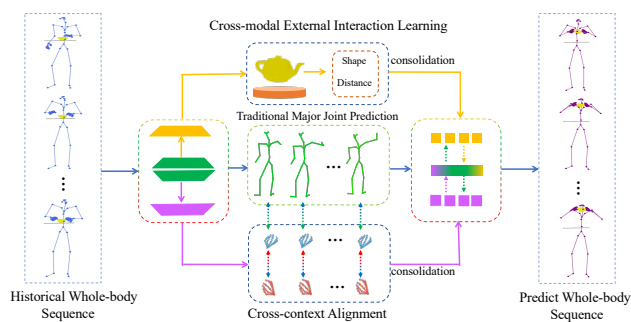 Cross-modal External Interaction Learning
Shape
Distance
consolidation
Traditional Major Joint Prediction
consolidation
Cross-context Alignment
Historical Whole-body
Sequence
Predict Whole-body
Sequence